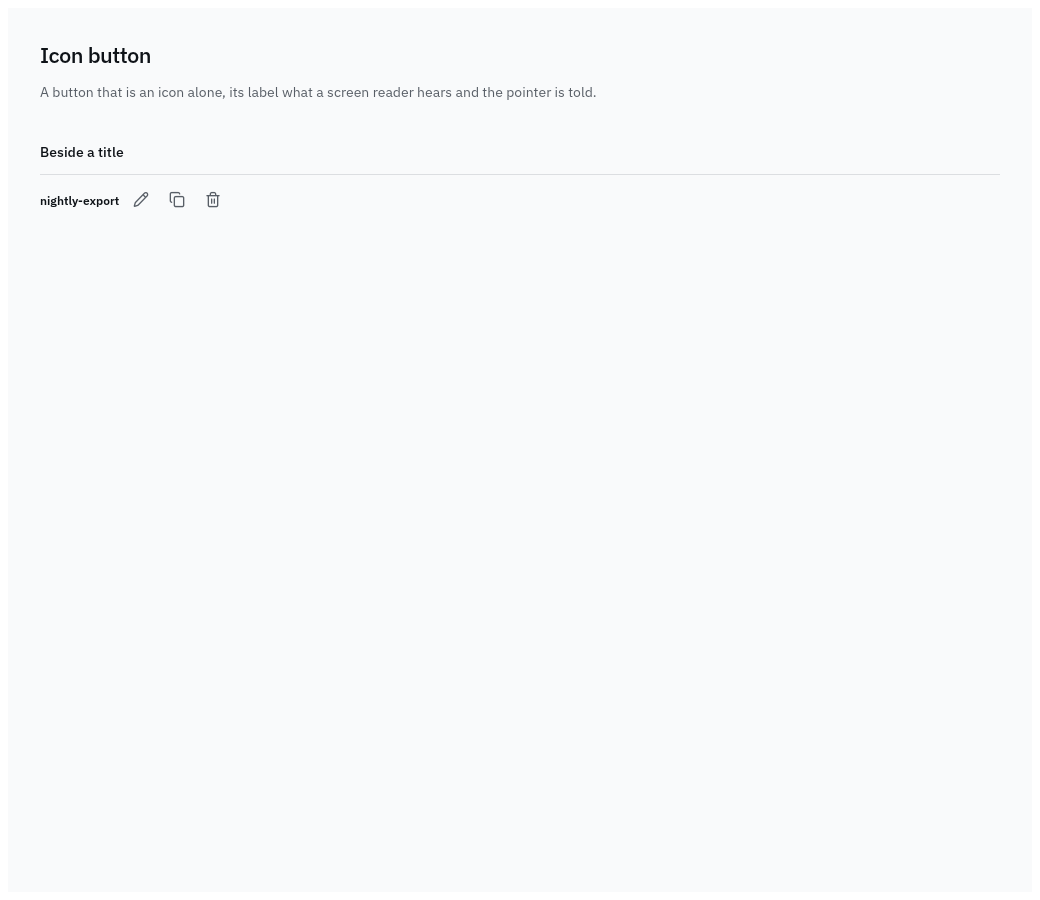 Icon button
A button that is an icon alone, its label what a screen reader hears and the pointer is told.
Beside a title
nightly-export